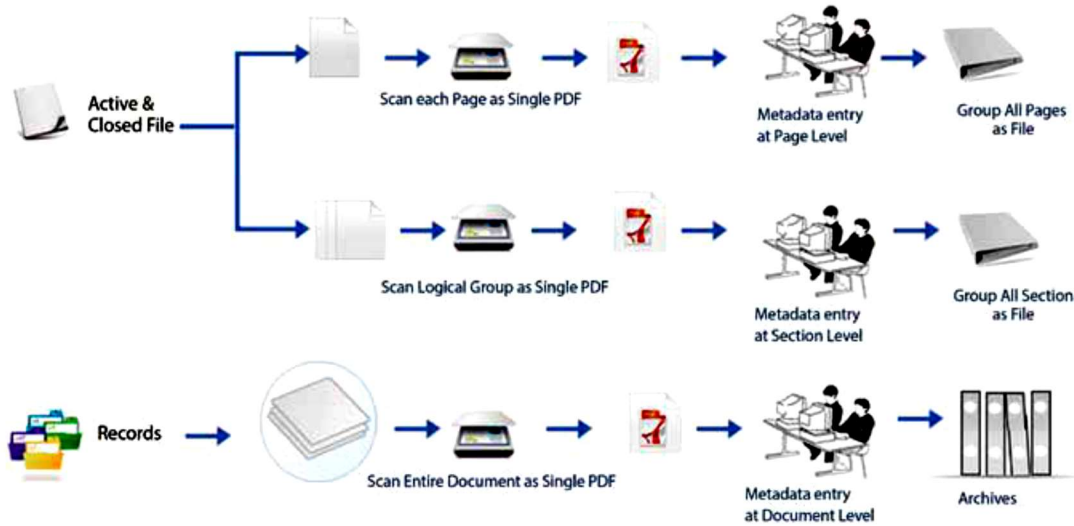 Active &
Closed File
Scan each Page as Single PDF
Metadata entry
at Page Level
Group All Pages
as File
Scan Logical Group as Single PDF
Metadata entry
at Section Level
Group All Section
as File
Records
Scan Entire Document as Single PDF
Metadata entry
at Document Level
Archives